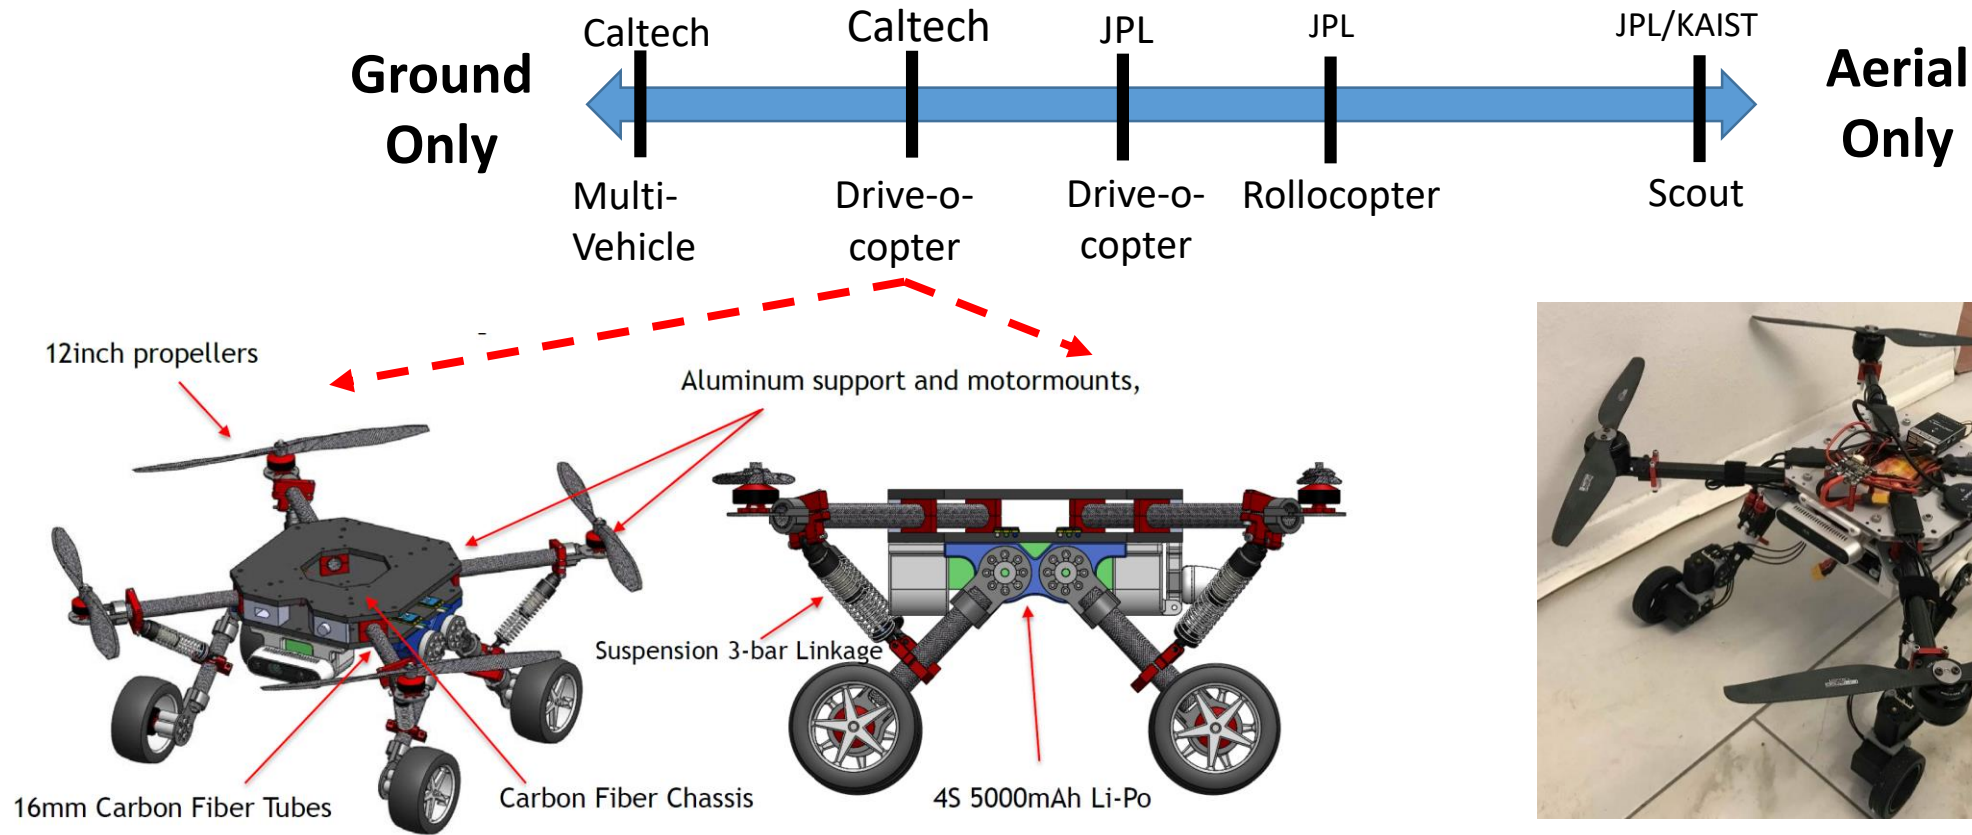 Caltech
Caltech
JPL
JPL
JPL/KAIST
Ground
Only
Aerial
Only
Multi-
Vehicle
Drive-o-
copter
Drive-o-
copter
Rollocopter
Scout
12inch propellers
Aluminum support and motormounts,
Suspension 3-bar Linkage
16mm Carbon Fiber Tubes
Carbon Fiber Chassis
4S 5000mAh Li-Po